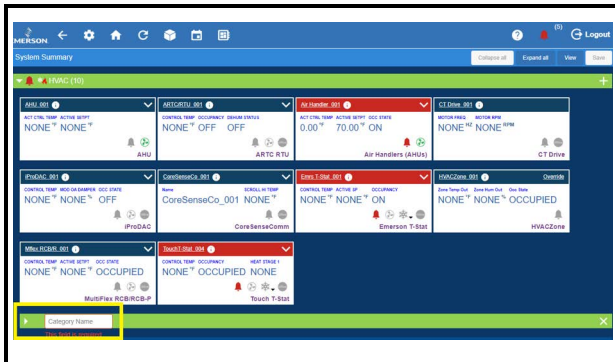 MERSON
(5)
Logout
System Summary
Collapse all Expand all View Save
HVAC (10)
AHU_001
ACT CTRL TEMP ACTIVE SETPT
NONE °F NONE °F
AHU
ARTC/RTU_001
CONTROL TEMP OCCUPANCY DEHUM STATUS
NONE °F OFF OFF
ARTC RTU
Air Handler_001
ACT CTRL TEMP ACTIVE SETPT OCC STATE
0.00 °F 70.00 °F ON
Air Handlers (AHUs)
CT Drive_001
MOTOR FREQ MOTOR RPM
NONE HZ NONE RPM
CT Drive
iProDAC_001
CONTROL TEMP MOD OA DAMPER OCC STATE
NONE °F NONE % OFF
iProDAC
CoreSenseCo_001
Name SCROLL HI TEMP
CoreSenseCo_001 NONE °F
CoreSenseComm
Emrs T-Stat_001
CONTROL TEMP ACTIVE SP OCCUPANCY
NONE °F NONE °F ON
Emerson T-Stat
HVACZone_001 Override
Zone Temp Out Zone Hum Out Occ State
NONE °F NONE % OCCUPIED
HVACZone
Mflex RCB/R_001
CONTROL TEMP ACTIVE SETPT OCC STATE
NONE °F NONE °F OCCUPIED
MultiFlex RCB/RCB-P
TouchT-Stat_004
CONTROL TEMP OCCUPANCY HEAT STAGE 1
NONE °F OCCUPIED NONE
Touch T-Stat
Category Name
This field is required